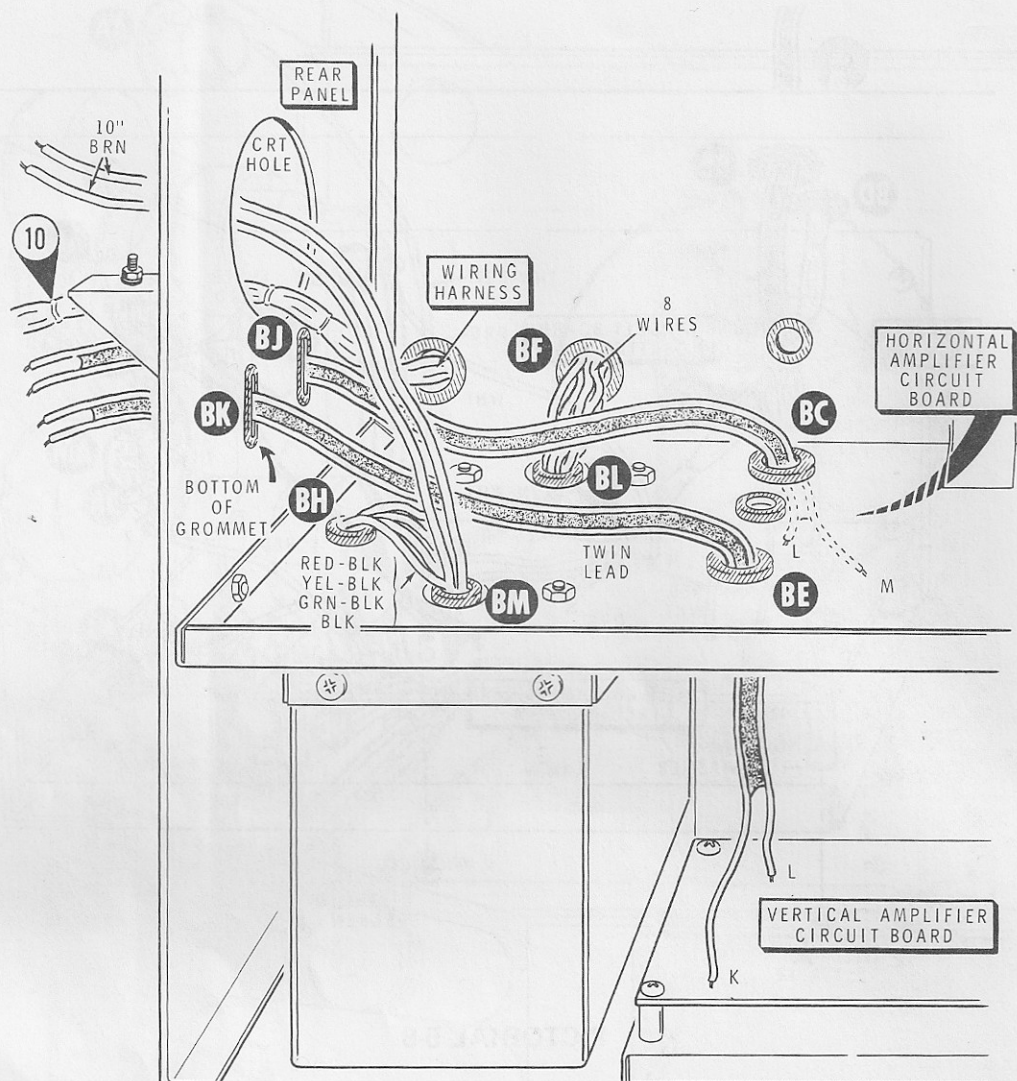 REAR
PANEL
10"
BRN
CRT
HOLE
10
WIRING
HARNESS
8
WIRES
BJ
BF
HORIZONTAL
AMPLIFIER
CIRCUIT
BOARD
BK
BC
BL
BOTTOM
OF
GROMMET
BH
TWIN
LEAD
L
M
RED-BLK
YEL-BLK
GRN-BLK
BLK
BM
BE
L
VERTICAL AMPLIFIER
CIRCUIT BOARD
K